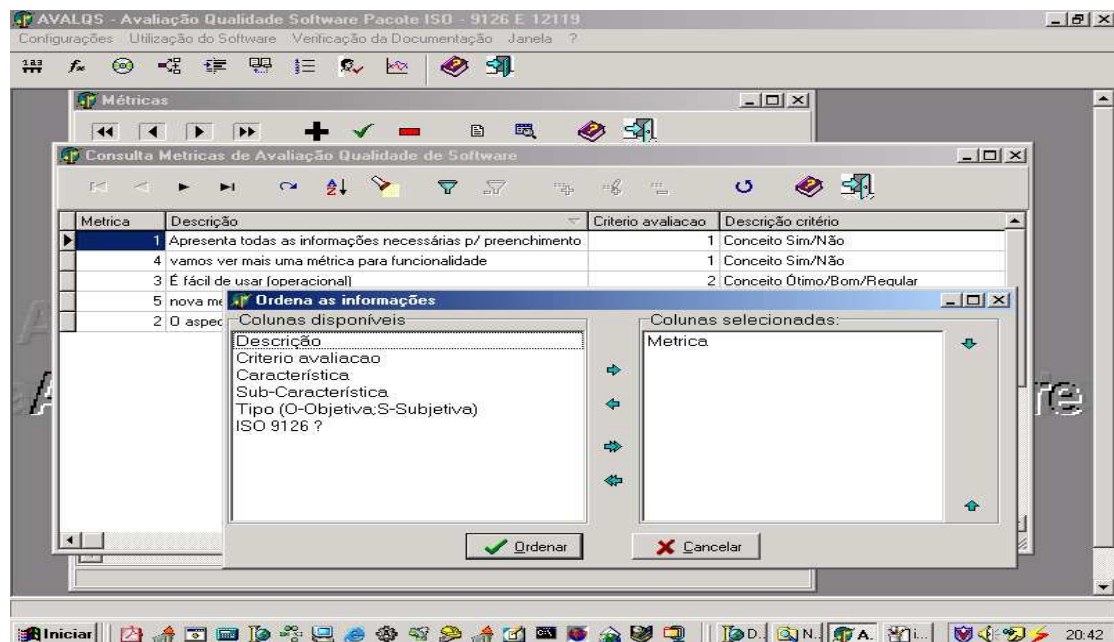 AVALQS - Avaliação Qualidade Software Pacote ISO - 9126 E 12119
Configurações Utilização do Software Verificação da Documentação Janela ?
Métricas
Consulta Metricas de Avaliação Qualidade de Software
Metrica Descrição Criterio avaliacao Descrição critério
1 Apresenta todas as informações necessárias p/ preenchimento 1 Conceito Sim/Não
4 vamos ver mais uma métrica para funcionalidade 1 Conceito Sim/Não
3 É fácil de usar (operacional) 2 Conceito Ótimo/Bom/Regular
5 nova
2 O
Ordena as informações
Colunas disponíveis
Descrição
Criterio avaliacao
Característica
Sub-Característica
Tipo (O-Objetiva;S-Subjetiva)
ISO 9126 ?
Colunas selecionadas:
Metrica
Ordenar
Cancelar
Iniciar D.. N.. A. i... 20:42